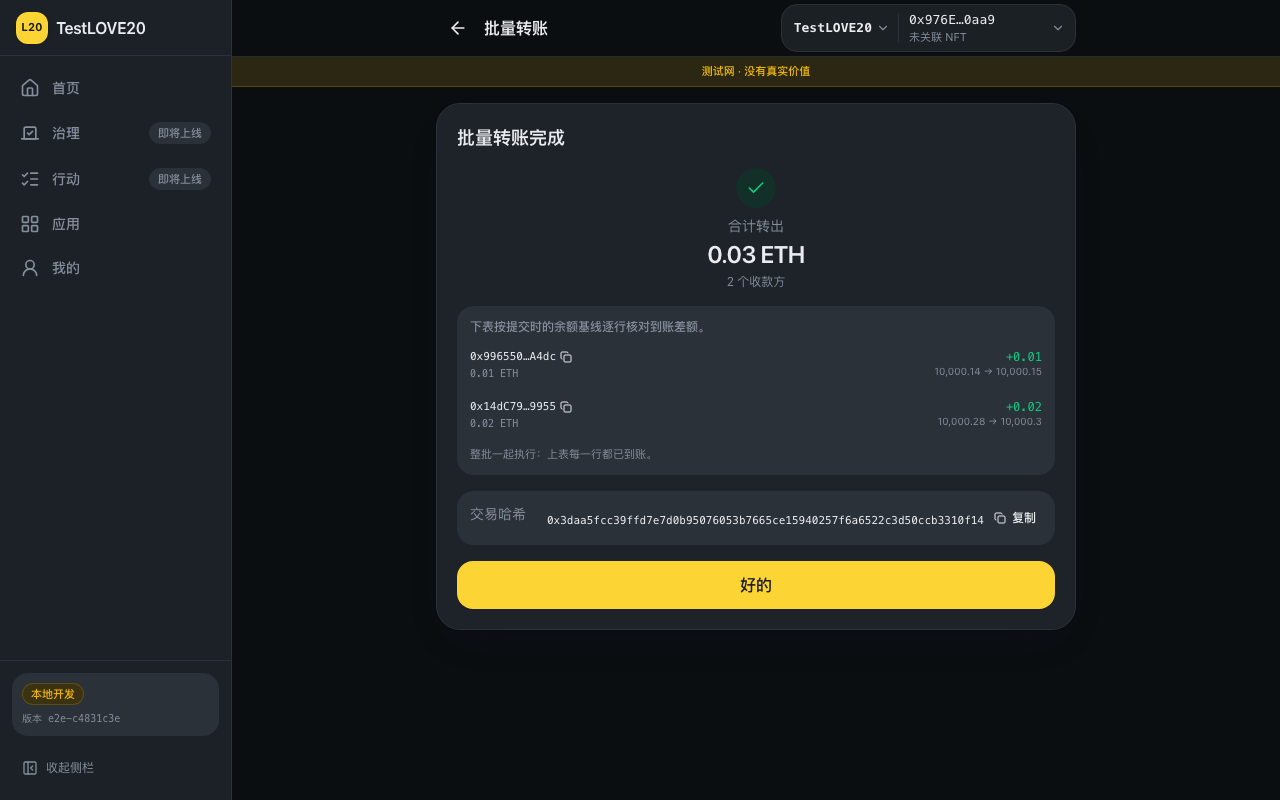 L20 TestLOVE20
首页
治理 即将上线
行动 即将上线
应用
我的
本地开发
版本 e2e-c4831c3e
收起侧栏
批量转账
TestLOVE20
0x976E…0aa9
未关联 NFT
测试网 · 没有真实价值
批量转账完成
合计转出
0.03 ETH
2 个收款方
下表按提交时的余额基线逐行核对到账差额。
0x996550…A4dc +0.01
0.01 ETH 10,000.14 → 10,000.15
0x14dC79…9955 +0.02
0.02 ETH 10,000.28 → 10,000.3
整批一起执行：上表每一行都已到账。
交易哈希 0x3daa5fcc39ffd7e7d0b95076053b7665ce15940257f6a6522c3d50ccb3310f14 复制
好的